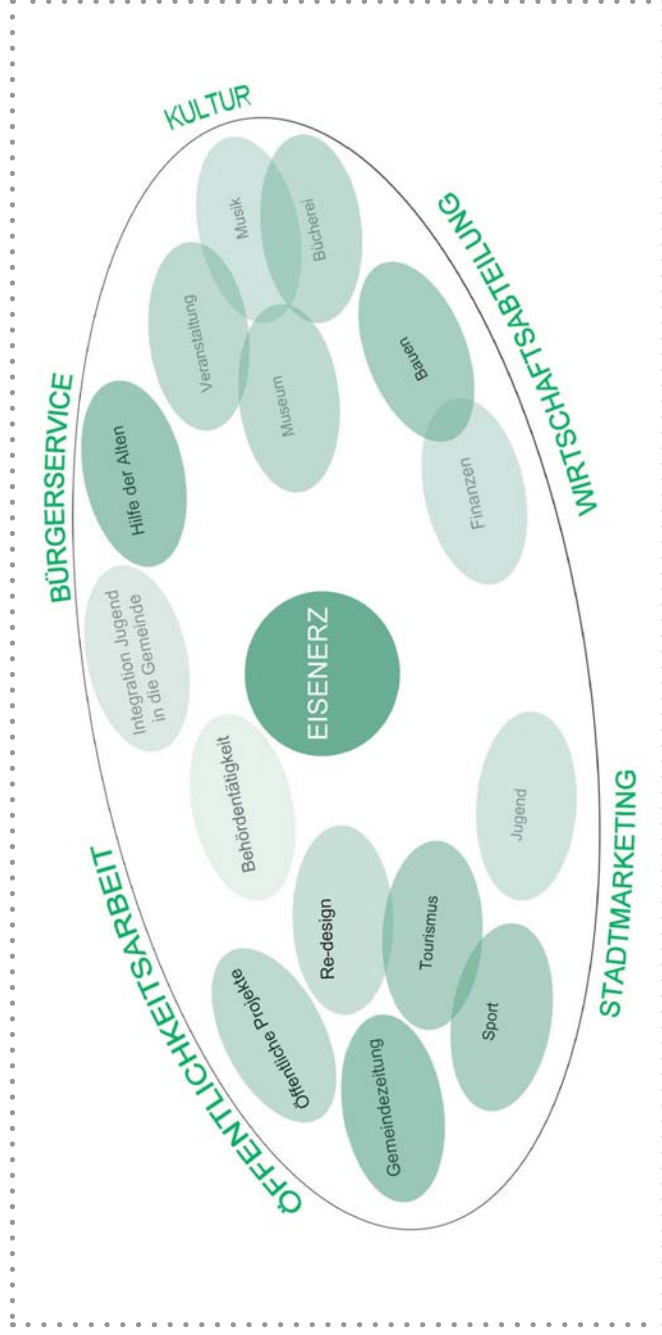 ÖFFENTLICHKEITSARBEIT
BÜRGERSERVICE
KULTUR
Öffentliche Projekte
Behördentätigkeit
Integration Jugend
in die Gemeinde
Hilfe der Alten
Veranstaltung
Musik
Gemeindezeitung
Re-design
EISENERZ
Museum
Bücherei
Sport
Tourismus
Jugend
Finanzen
Bauen
STADTMARKETING
WIRTSCHAFTSABTEILUNG